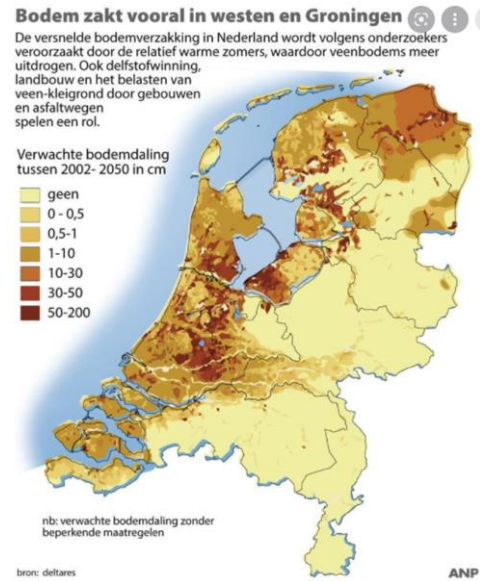 Bodem zakt vooral in westen en Groningen
De versnelde bodemverzakking in Nederland wordt volgens onderzoekers
veroorzaakt door de relatief warme zomers, waardoor veenbodems meer
uitdrogen. Ook delfstofwinning,
landbouw en het belasten van
veen-kleigrond door gebouwen
en asfaltwegen
spelen een rol.
Verwachte bodemdaling
tussen 2002- 2050 in cm
geen
0 - 0,5
0,5-1
1-10
10-30
30-50
50-200
nb: verwachte bodemdaling zonder
beperkende maatregelen
bron: deltares
ANP